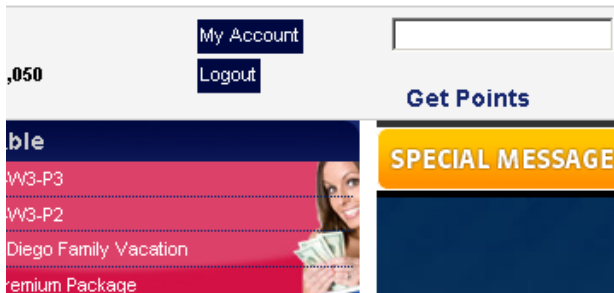 My Account
,050
Logout
Get Points
ble
-W3-P3
-W3-P2
Diego Family Vacation
remium Package
SPECIAL MESSAGE